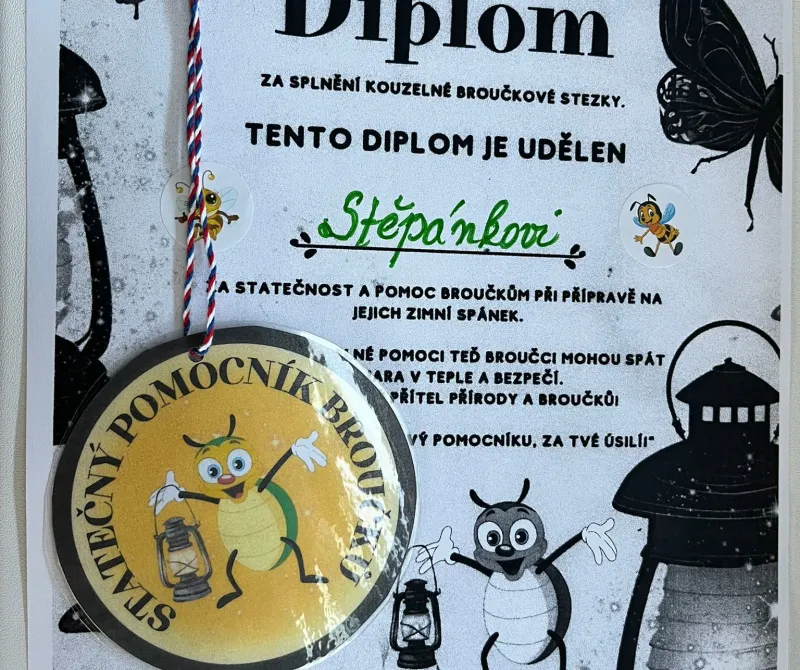 Diplom
ZA SPLNĚNÍ KOUZELNÉ BROUČKOVÉ STEZKY.
TENTO DIPLOM JE UDĚLEN
Štěpánkovi
ZA STATEČNOST A POMOC BROUČKŮM PŘI PŘÍPRAVĚ NA
JEJICH ZIMNÍ SPÁNEK.
NÉ POMOCI TEĎ BROUČCI MOHOU SPÁT
JARA V TEPLE A BEZPEČÍ.
PŘÍTEL PŘÍRODY A BROUČKŮ!
VÝ POMOCNÍKU, ZA TVÉ ÚSILÍ!"
STATEČNÝ POMOCNÍK BROUČKŮ